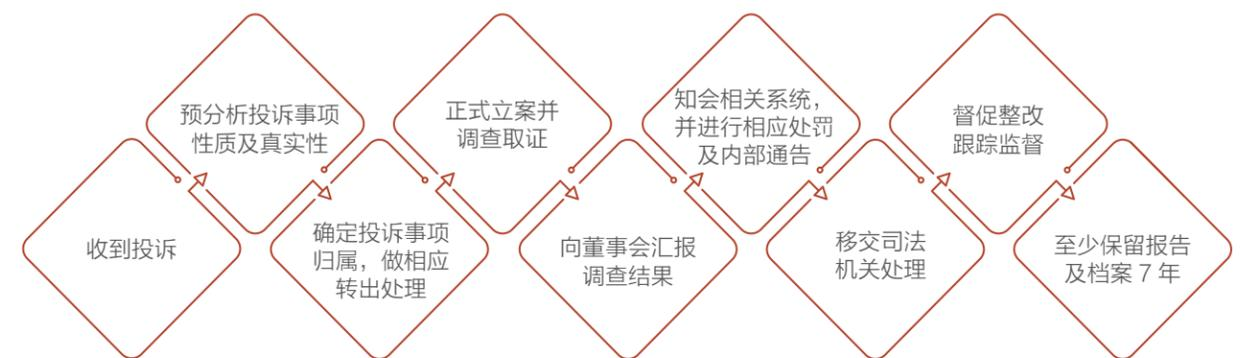 收到投诉
预分析投诉事项
性质及真实性
确定投诉事项
归属，做相应
转出处理
正式立案并
调查取证
向董事会汇报
调查结果
知会相关系统，
并进行相应处罚
及内部通告
移交司法
机关处理
督促整改
跟踪监督
至少保留报告
及档案 7 年